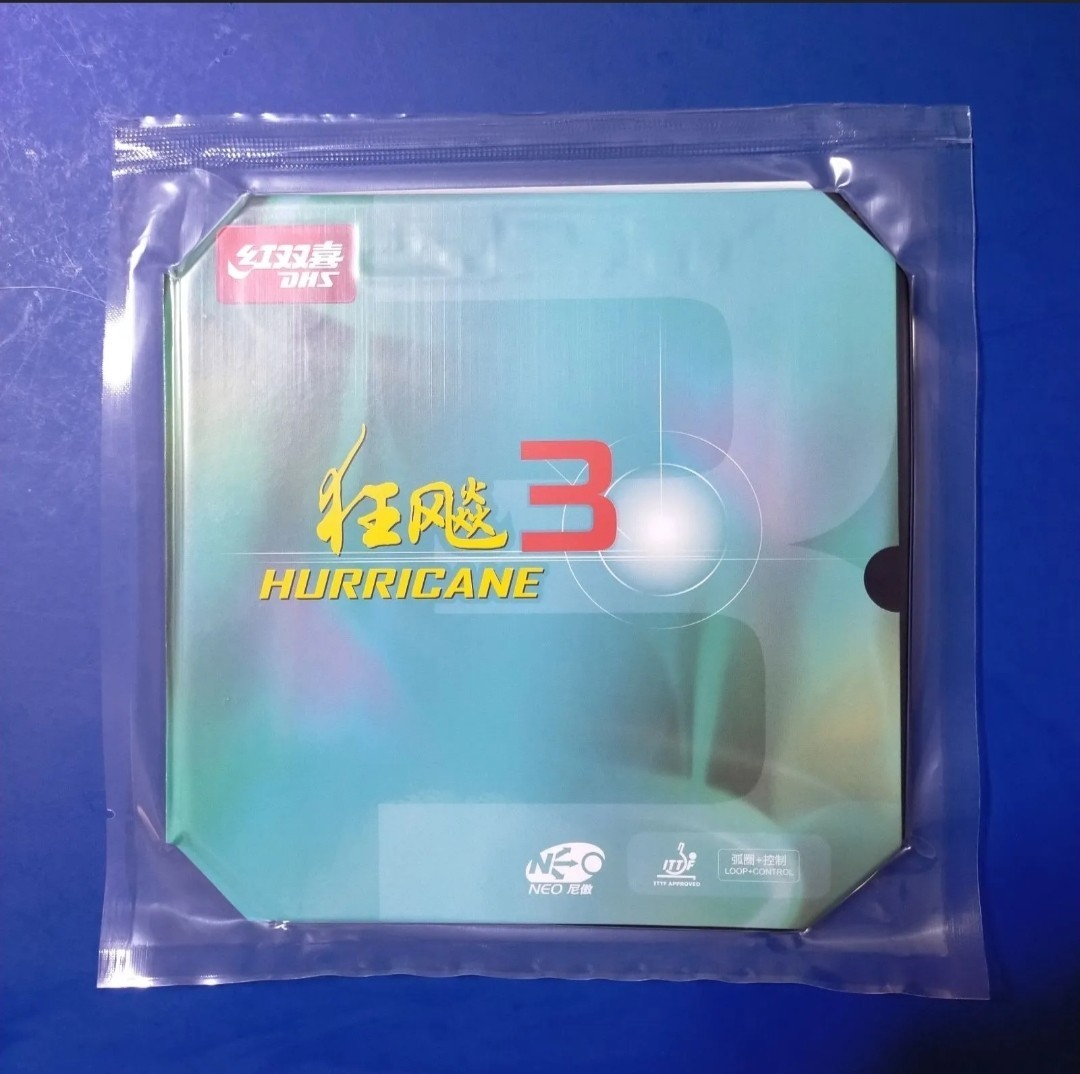 红双喜
DHS
狂飚3
HURRICANE
NEO
NEO 尼傲
ITTF
ITTF APPROVED
弧圈+控制
LOOP+CONTROL